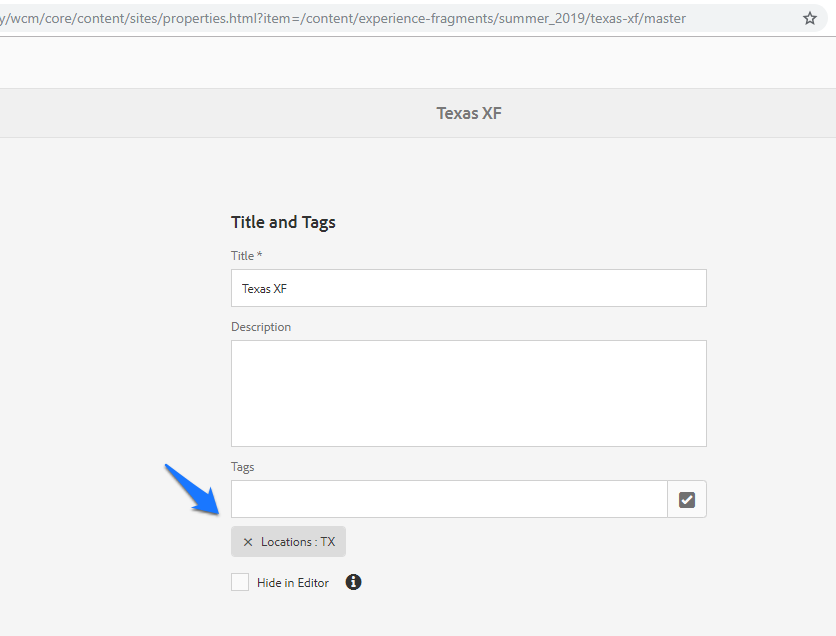 y/wcm/core/content/sites/properties.html?item=/content/experience-fragments/summer_2019/texas-xf/master
Texas XF
Title and Tags
Title *
Texas XF
Description
Tags
Locations : TX
Hide in Editor